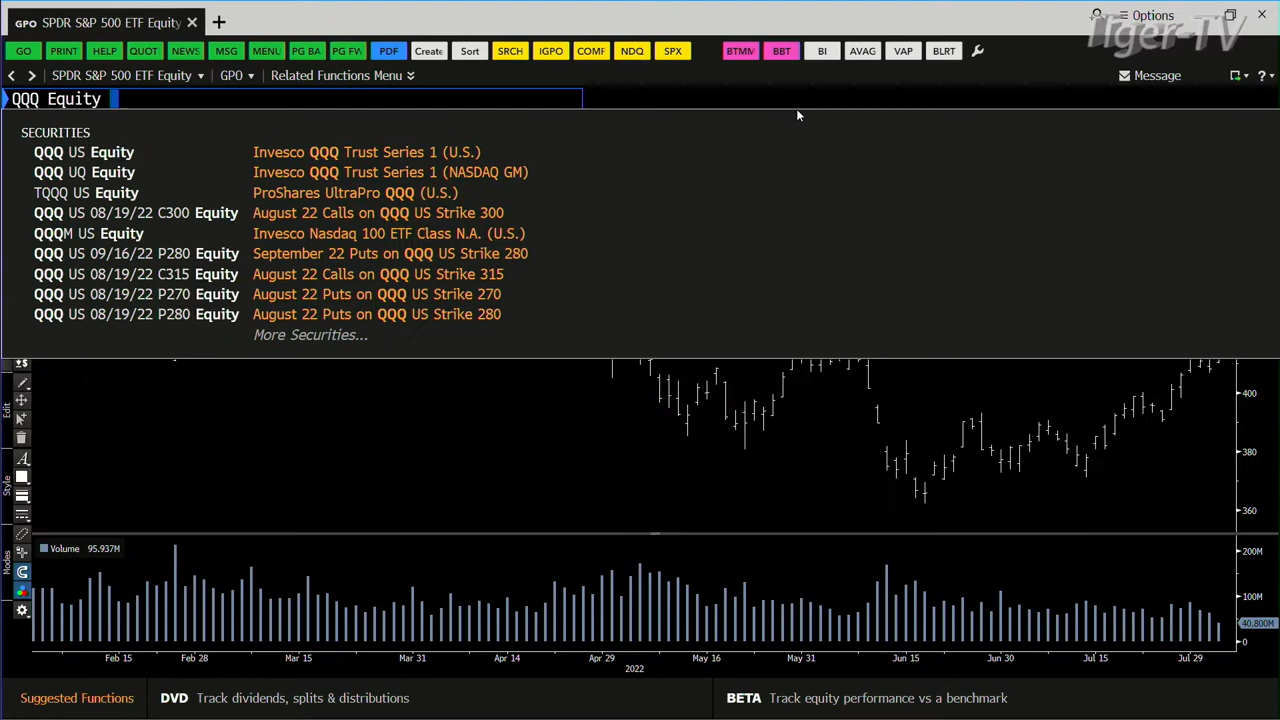 GPO SPDR S&P 500 ETF Equity
Options
Tiger-TV
GO PRINT HELP QUOT NEWS MSG MENU PG BA PG FV. PDF Create Sort SRCH IGPO COMF NDQ SPX BTMN BBT BI AVAG VAP BLRT
SPDR S&P 500 ETF Equity GPO Related Functions Menu Message ?
QQQ Equity
SECURITIES
QQQ US Equity Invesco QQQ Trust Series 1 (U.S.)
QQQ UQ Equity Invesco QQQ Trust Series 1 (NASDAQ GM)
TQQQ US Equity ProShares UltraPro QQQ (U.S.)
QQQ US 08/19/22 C300 Equity August 22 Calls on QQQ US Strike 300
QQQM US Equity Invesco Nasdaq 100 ETF Class N.A. (U.S.)
QQQ US 09/16/22 P280 Equity September 22 Puts on QQQ US Strike 280
QQQ US 08/19/22 C315 Equity August 22 Calls on QQQ US Strike 315
QQQ US 08/19/22 P270 Equity August 22 Puts on QQQ US Strike 270
QQQ US 08/19/22 P280 Equity August 22 Puts on QQQ US Strike 280
More Securities...
400
Edit
380
Style
360
Modes
Volume 95.937M
200M
100M
40.800M
0
Feb 15 Feb 28 Mar 15 Mar 31 Apr 14 Apr 29 May 16 May 31 Jun 15 Jun 30 Jul 15 Jul 29
2022
Suggested Functions DVD Track dividends, splits & distributions BETA Track equity performance vs a benchmark